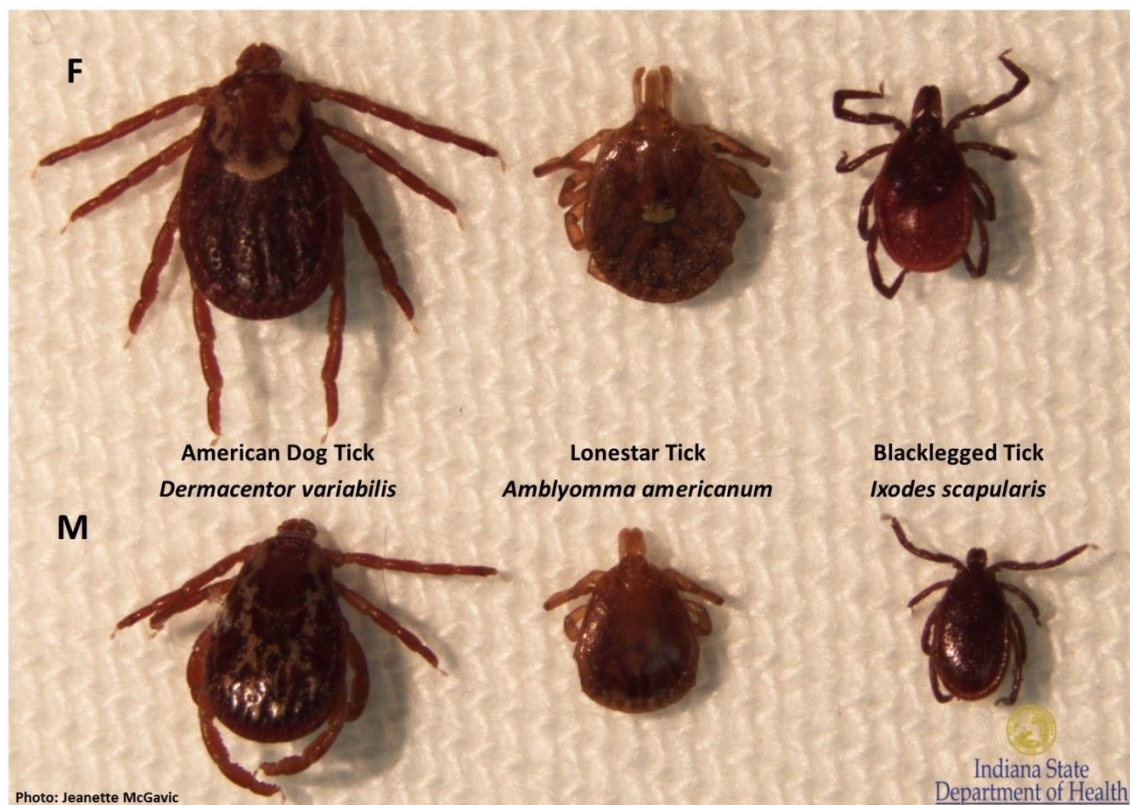 F
American Dog Tick
Dermacentor variabilis
Lonestar Tick
Amblyomma americanum
Blacklegged Tick
Ixodes scapularis
M
Photo: Jeanette McGavic
Indiana State
Department of Health